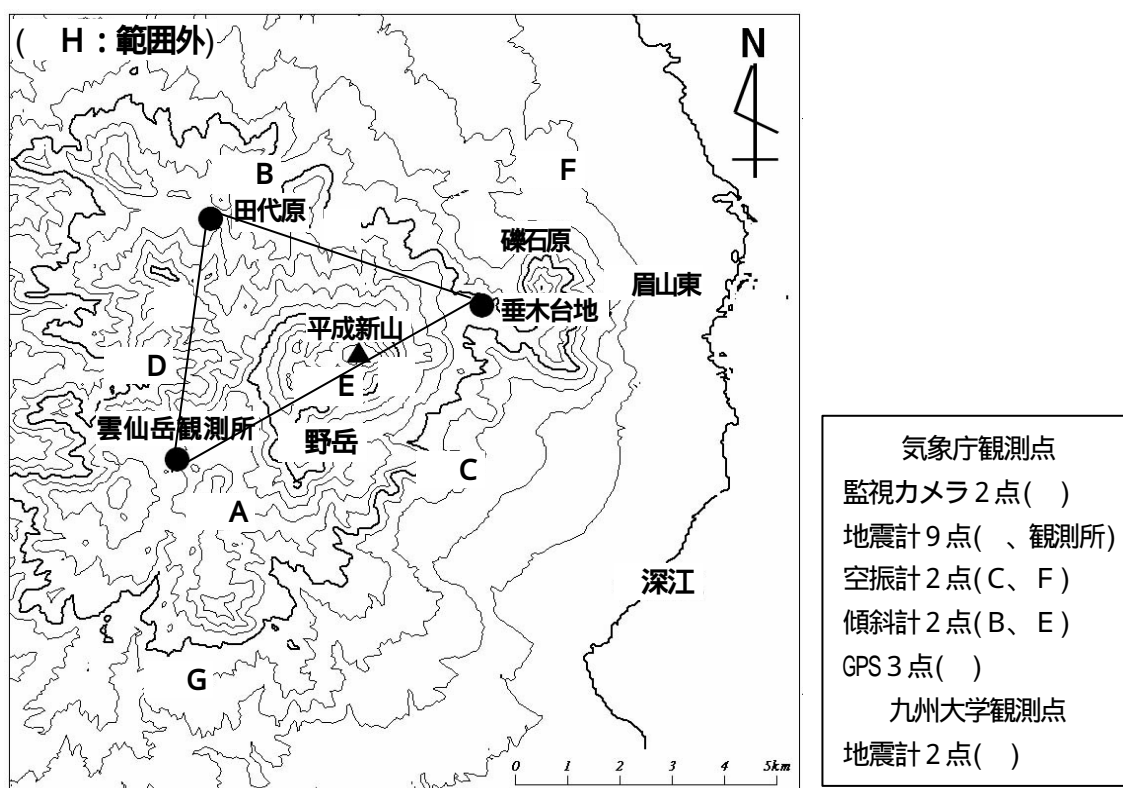 ( H：範囲外)
N
B
F
田代原
礫石原
眉山東
垂木台地
平成新山
D
E
雲仙岳観測所
野岳
C
A
深江
G
0 1 2 3 4 5km
気象庁観測点
監視カメラ２点( )
地震計９点( 、観測所)
空振計２点(Ｃ、Ｆ)
傾斜計２点(Ｂ、Ｅ)
GPS３点( )
九州大学観測点
地震計２点( )